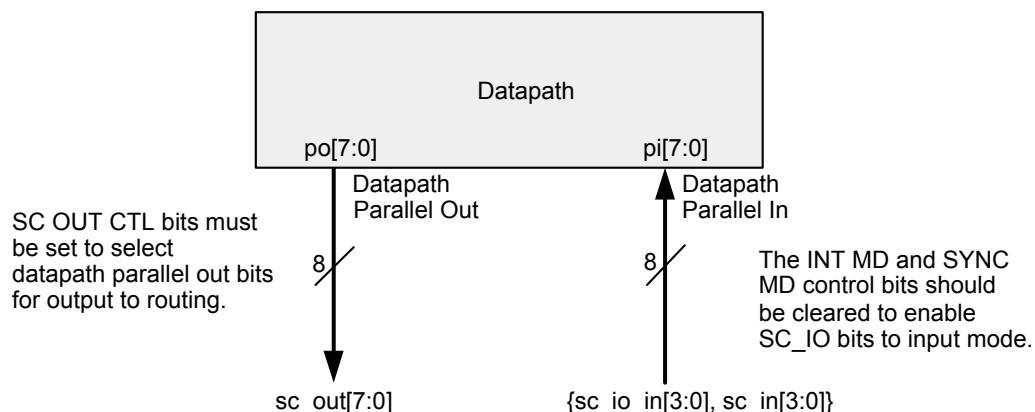 Datapath
po[7:0]
pi[7:0]
Datapath
Parallel Out
Datapath
Parallel In
SC OUT CTL bits must
be set to select
datapath parallel out bits
for output to routing.
8
8
The INT MD and SYNC
MD control bits should
be cleared to enable
SC_IO bits to input mode.
sc_out[7:0]
{sc_io_in[3:0], sc_in[3:0]}